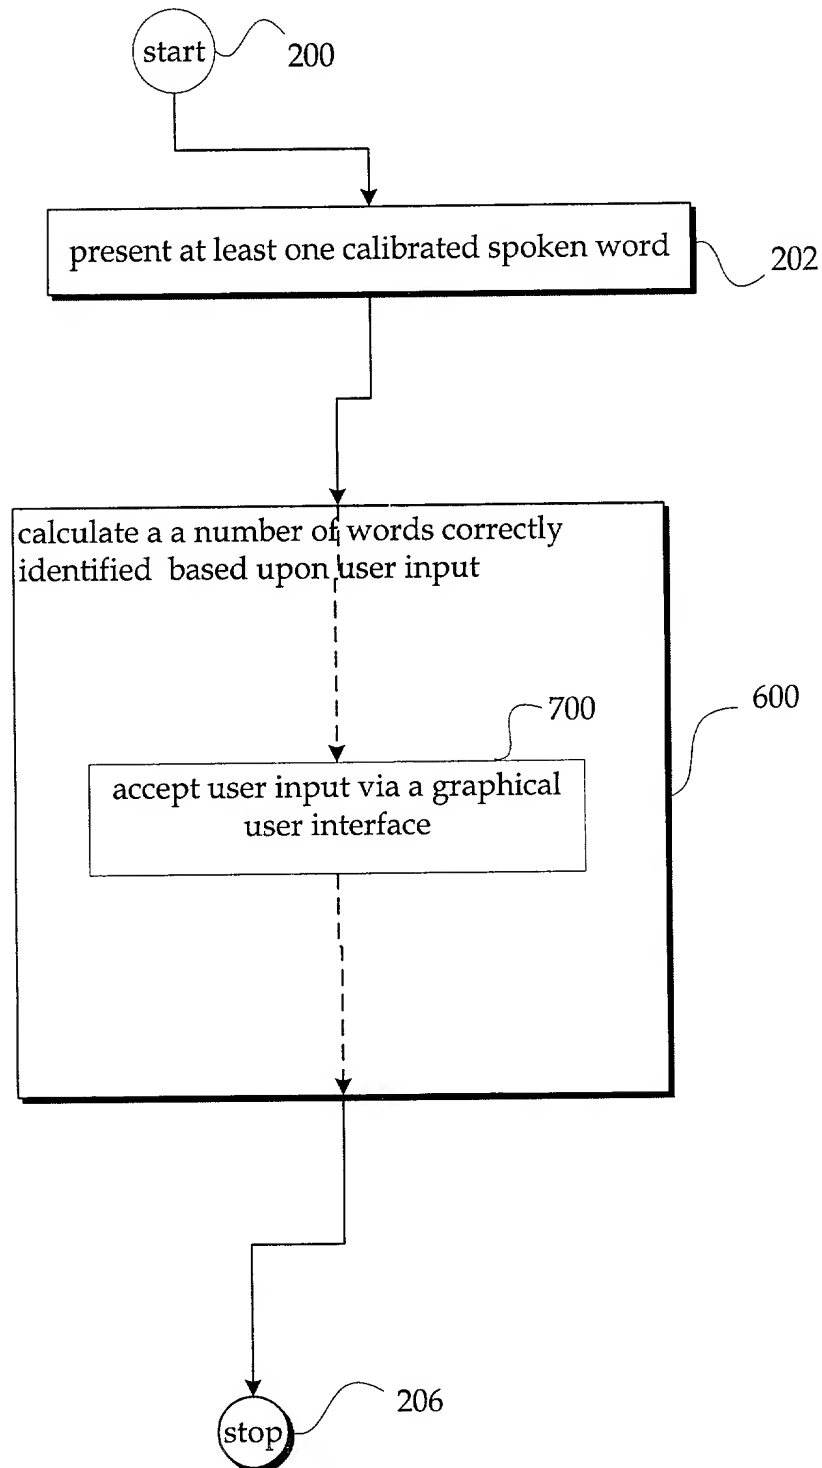 start
200
present at least one calibrated spoken word
202
calculate a a number of words correctly
identified based upon user input
700
600
accept user input via a graphical
user interface
206
stop